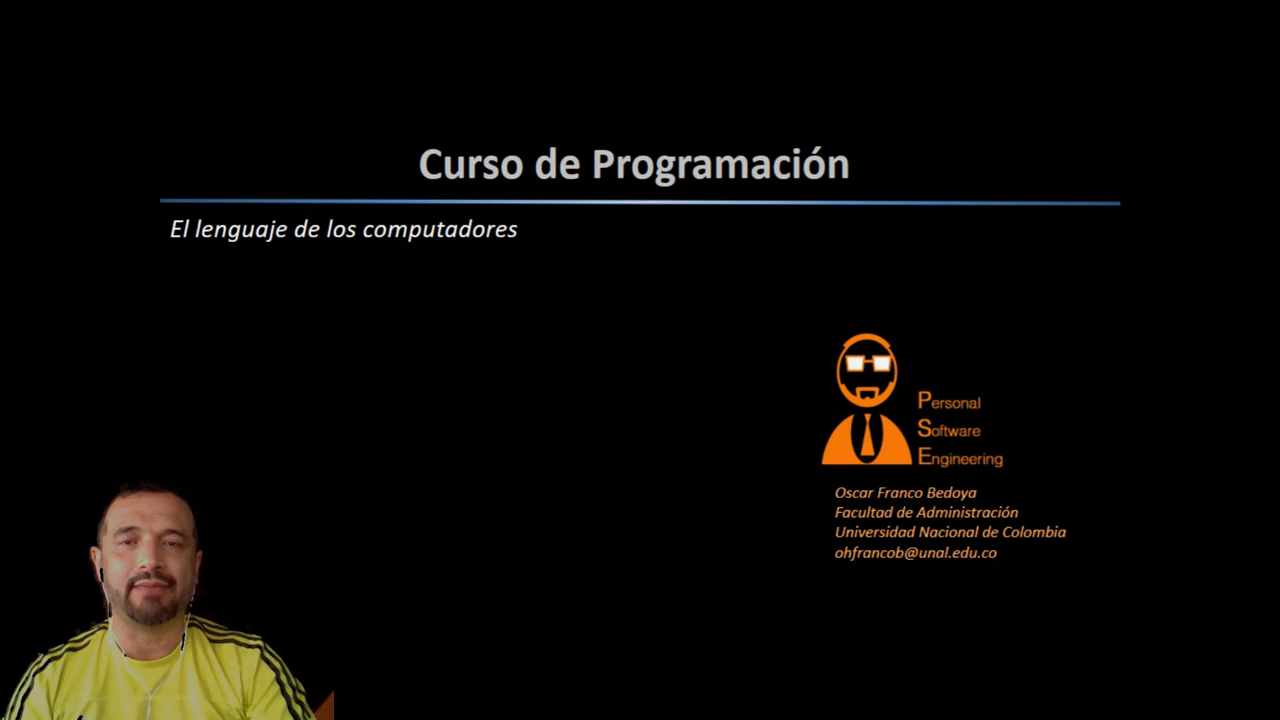 Curso de Programación
El lenguaje de los computadores
Personal
Software
Engineering
Oscar Franco Bedoya
Facultad de Administración
Universidad Nacional de Colombia
ohfrancob@unal.edu.co